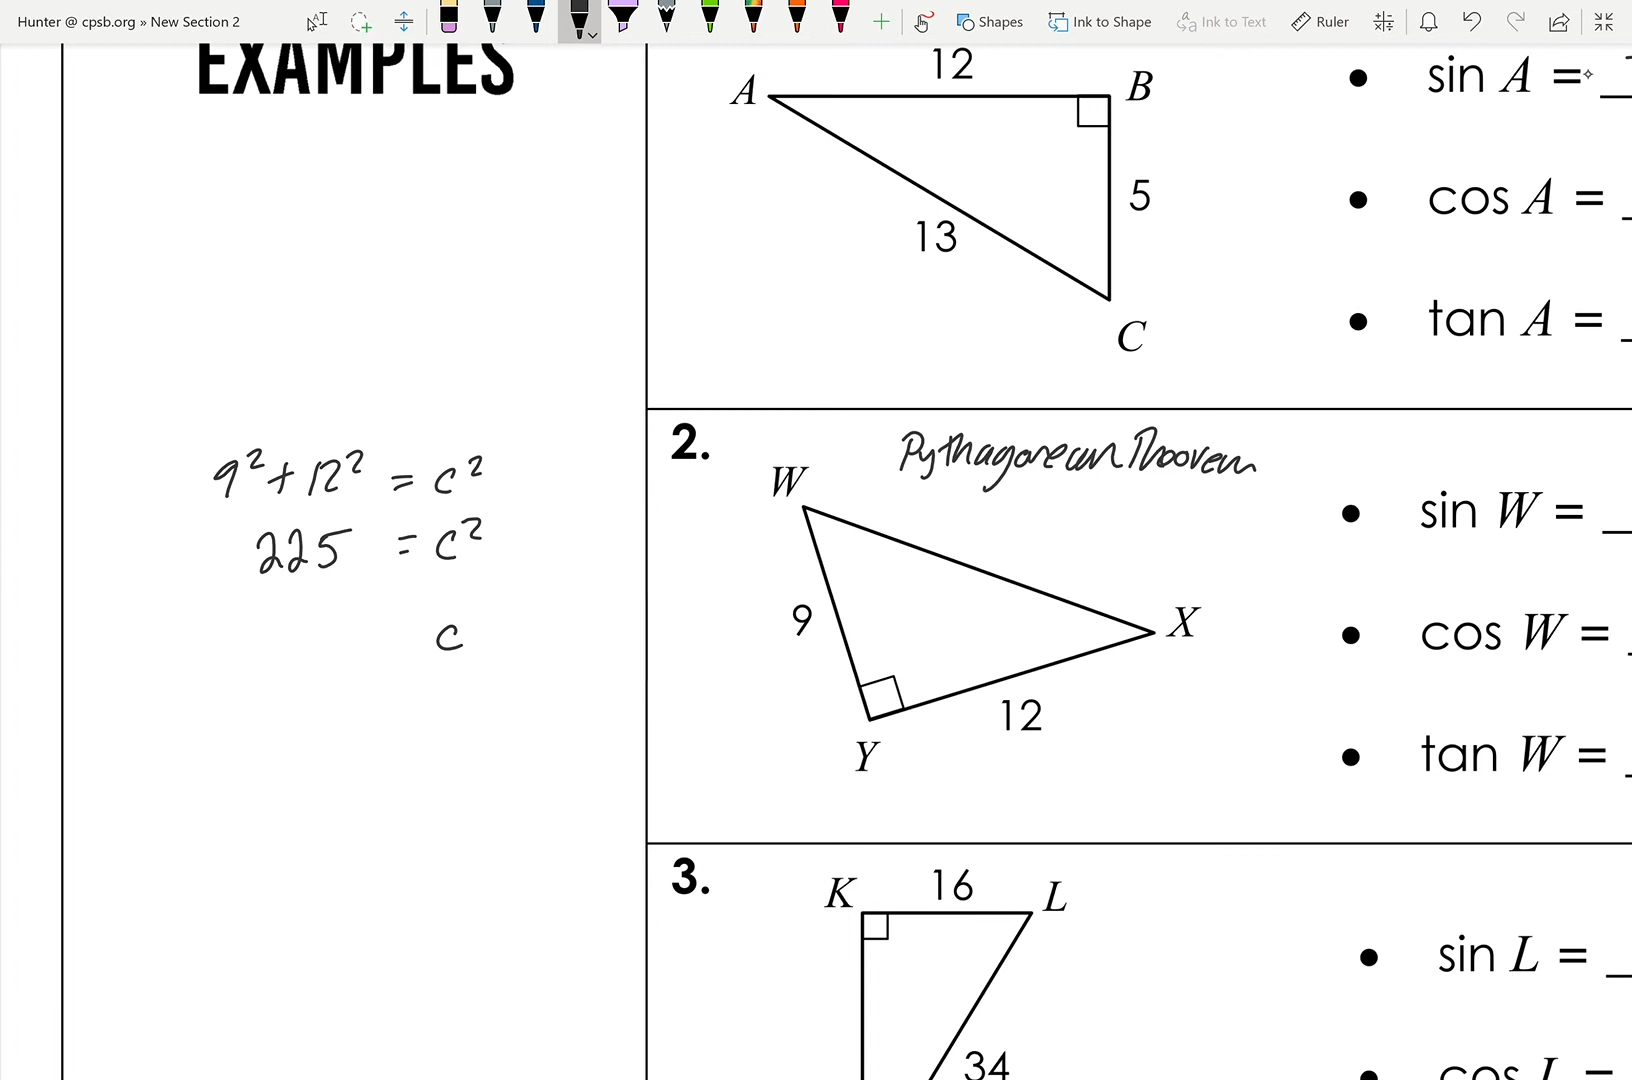 Hunter @ cpsb.org » New Section 2
Shapes
Ink to Shape
Ink to Text
Ruler
EXAMPLES
12
A
B
5
13
C
• sin A =
• cos A =
• tan A =
9² + 12² = c²
225 = c²
c
2.
Pythagorean Theorem
W
9
X
12
Y
• sin W =
• cos W =
• tan W =
3.
K
16
L
34
• sin L =
• cos L =